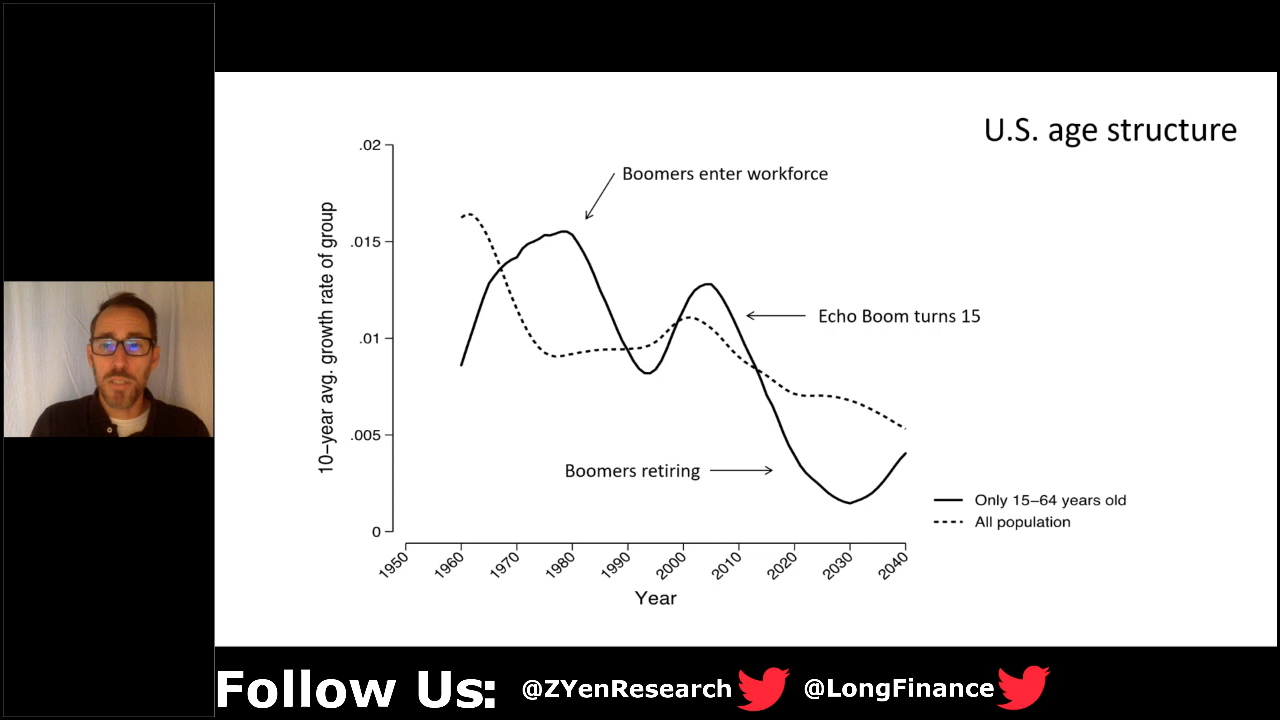 U.S. age structure
.02
.015
.01
.005
0
10–year avg. growth rate of group
Boomers enter workforce
Echo Boom turns 15
Boomers retiring
Only 15–64 years old
All population
1950
1960
1970
1980
1990
2000
2010
2020
2030
2040
Year
Follow Us: @ZYenResearch @LongFinance